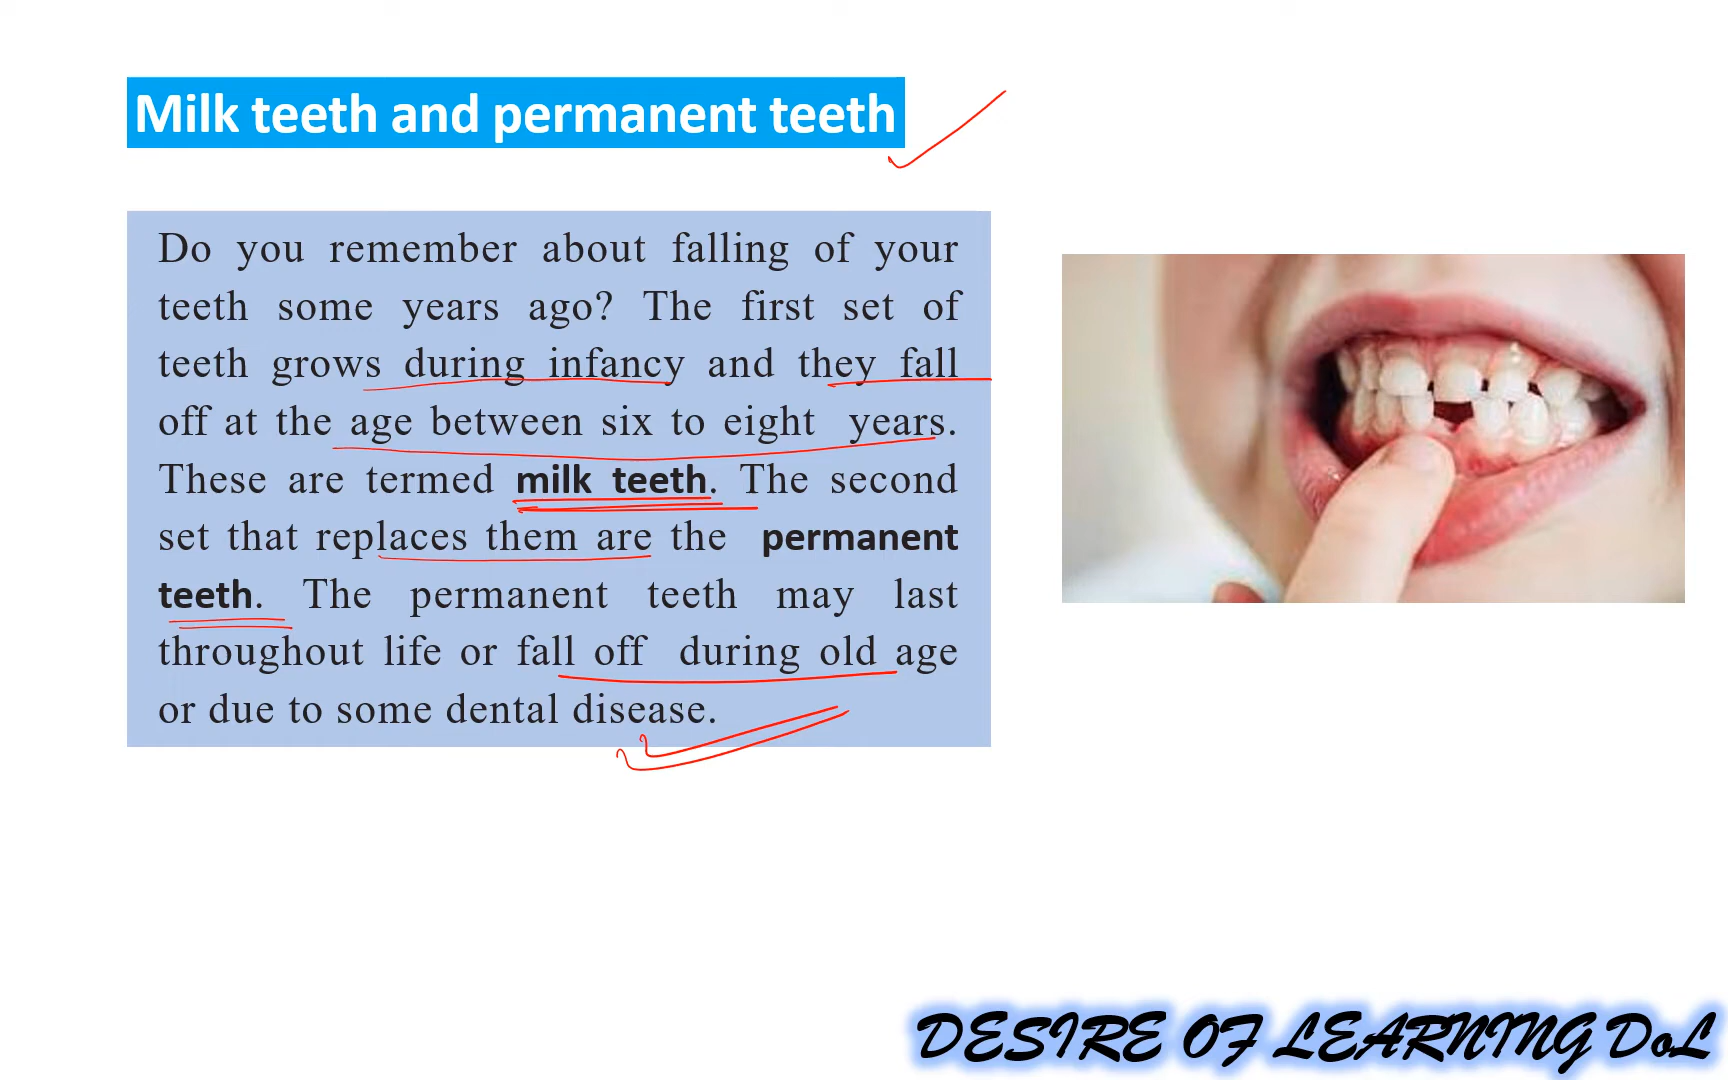 Milk teeth and permanent teeth
Do you remember about falling of your
teeth some years ago? The first set of
teeth grows during infancy and they fall
off at the age between six to eight years.
These are termed milk teeth. The second
set that replaces them are the permanent
teeth. The permanent teeth may last
throughout life or fall off during old age
or due to some dental disease.
DESIRE OF LEARNING DoL